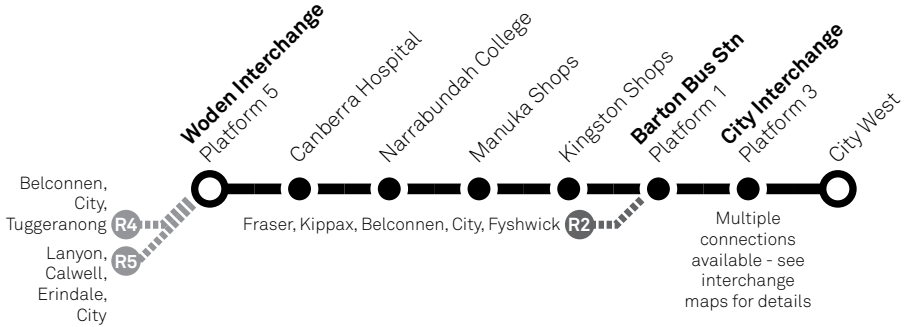 Woden Interchange
Platform 5
Canberra Hospital
Narrabundah College
Manuka Shops
Kingston Shops
Barton Bus Stn
Platform 1
City Interchange
Platform 3
City West
Belconnen,
City,
Tuggeranong
R4
Lanyon,
Calwell,
Erindale,
City
R5
Fraser, Kippax, Belconnen, City, Fyshwick R2
Multiple
connections
available - see
interchange
maps for details